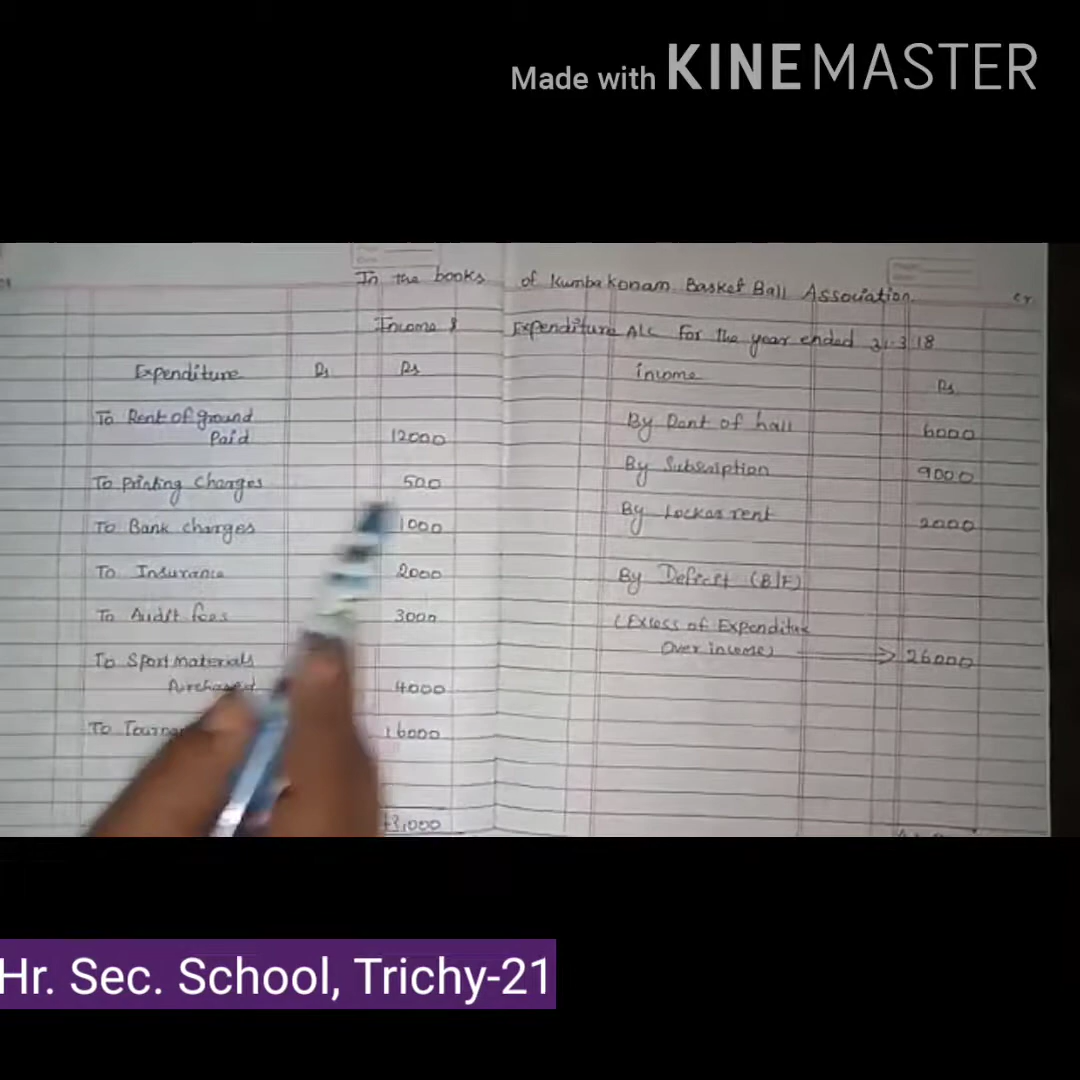 Made with KINEMASTER
In the books of Kumbakonam Basket Ball Association.
Cr
Income & Expenditure A/c For the year ended 31.3.18
Expenditure Rs Rs income Rs
To Rent of ground
Paid 12000
By Rent of hall 6000
To Printing Charges 500
By Subscription 9000
To Bank charges 1000
By Locker rent 2000
To Insurance 2000
By Deficit (B/F)
To Audit fees 3000
(Excess of Expenditure
Over income) 26000
To Sport materials
Purchased 4000
To 16000
43,000
Hr. Sec. School, Trichy-21